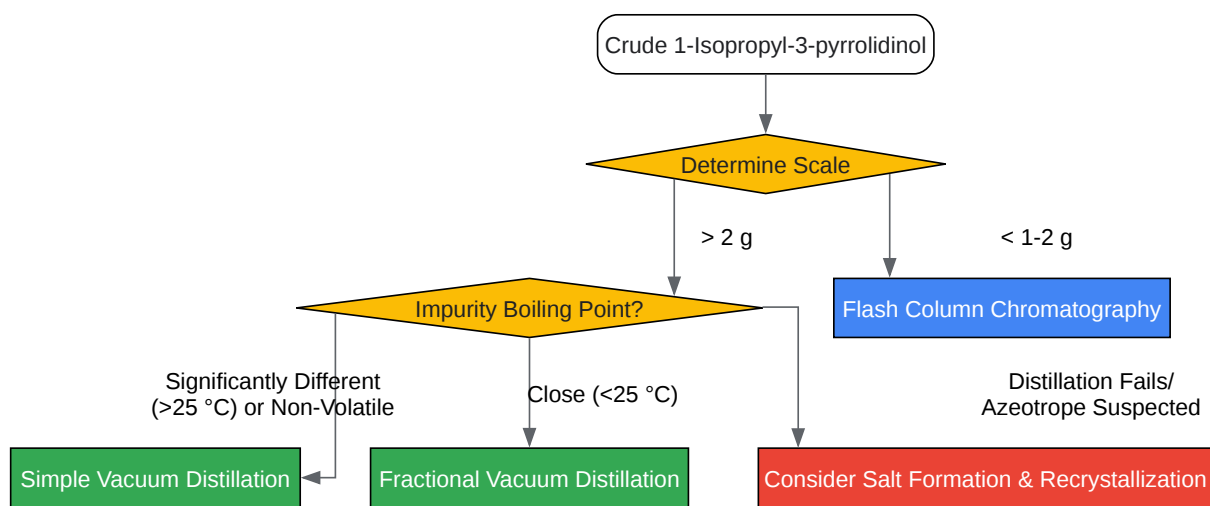 Crude 1-Isopropyl-3-pyrrolidinol
Determine Scale
> 2 g
< 1-2 g
Impurity Boiling Point?
Flash Column Chromatography
Significantly Different
(>25 °C) or Non-Volatile
Close (<25 °C)
Distillation Fails/
Azeotrope Suspected
Simple Vacuum Distillation
Fractional Vacuum Distillation
Consider Salt Formation & Recrystallization